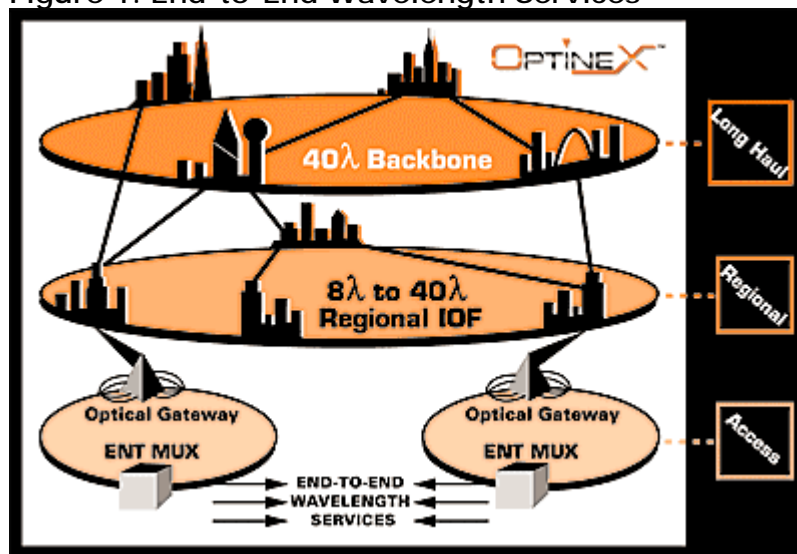 Figure 1. End-to-End Wavelength Services
OPTINEX™
40λ Backbone
Long Haul
8λ to 40λ
Regional IOF
Regional
Optical Gateway
ENT MUX
Optical Gateway
ENT MUX
Access
END-TO-END
WAVELENGTH
SERVICES